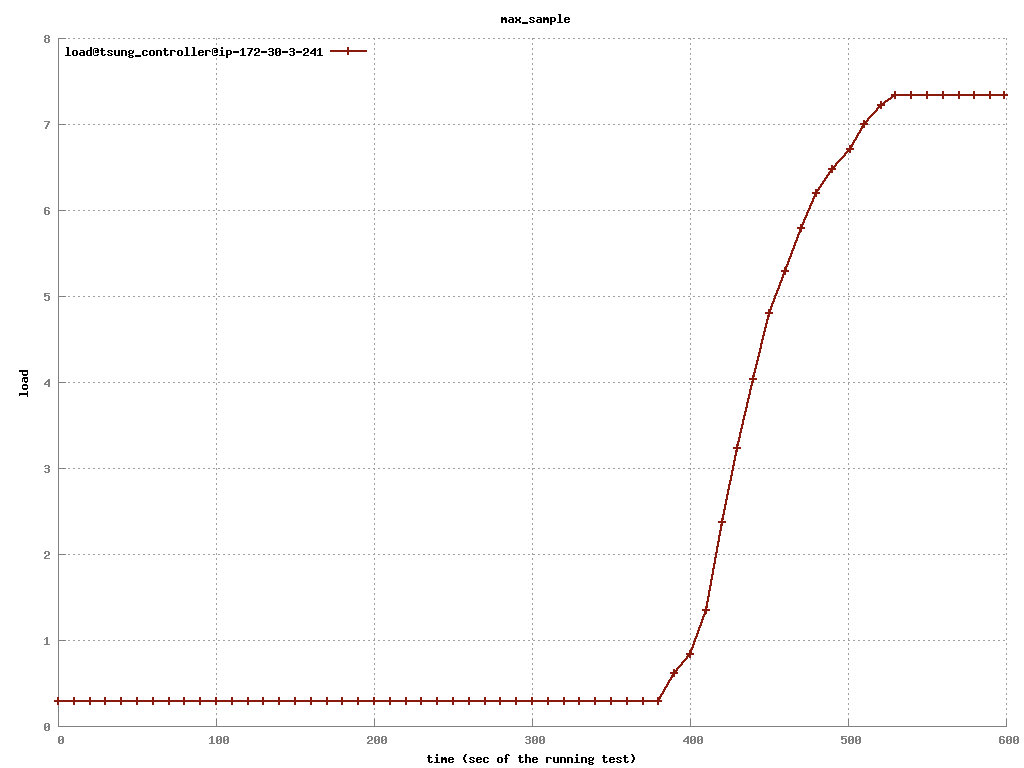 max_sample
load@tsung_controller@ip-172-30-3-241
8
7
6
5
4
3
2
1
0
load
0 100 200 300 400 500 600
time (sec of the running test)